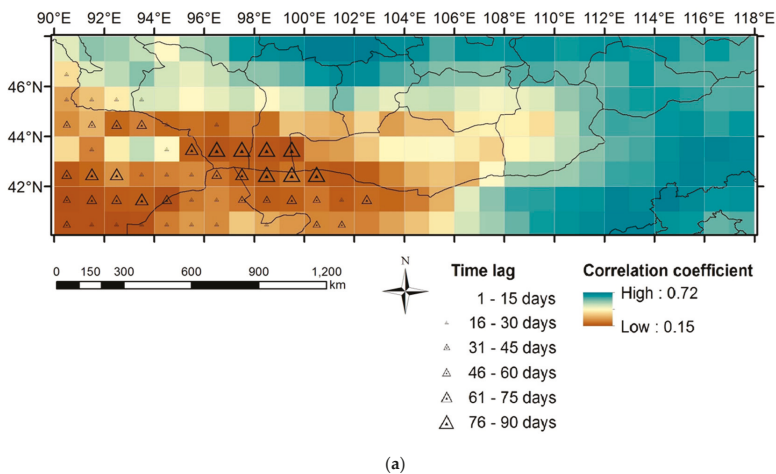 90°E 92°E 94°E 96°E 98°E 100°E 102°E 104°E 106°E 108°E 110°E 112°E 114°E 116°E 118°E
46°N
44°N
42°N
0 150 300 600 900 1,200
km
N
Time lag
1 - 15 days
16 - 30 days
31 - 45 days
46 - 60 days
61 - 75 days
76 - 90 days
Correlation coefficient
High : 0.72
Low : 0.15
(a)